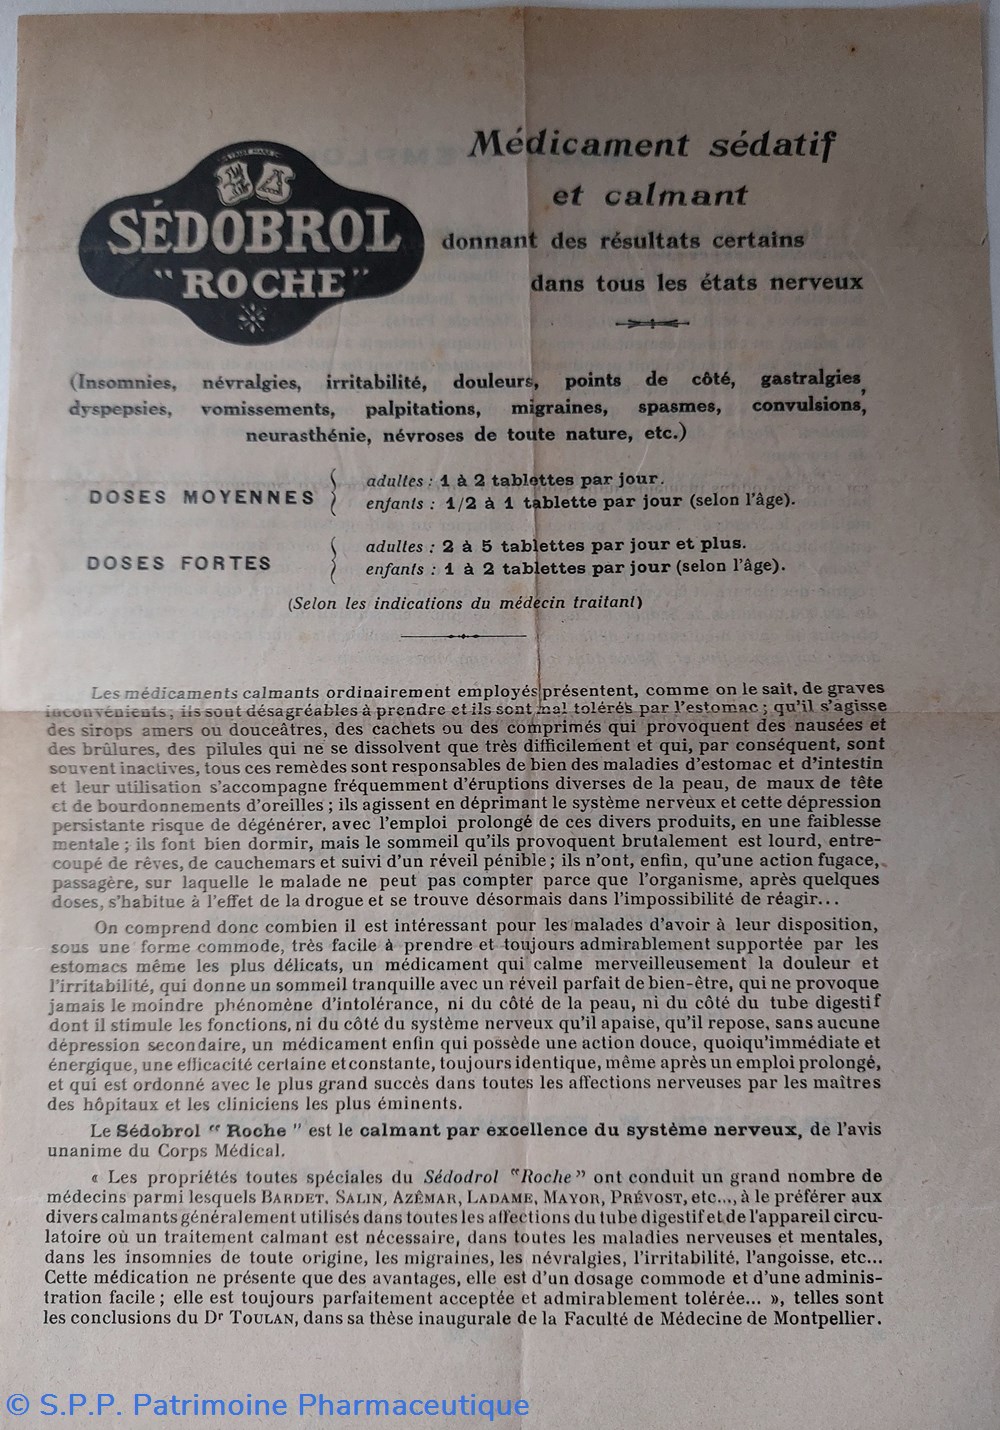 SÉDOBROL
"ROCHE"
Médicament sédatif
et calmant
donnant des résultats certains
dans tous les états nerveux
(Insomnies, névralgies, irritabilité, douleurs, points de côté, gastralgies,
dyspepsies, vomissements, palpitations, migraines, spasmes, convulsions,
neurasthénie, névroses de toute nature, etc.)
DOSES MOYENNES
adultes : 1 à 2 tablettes par jour.
enfants : 1/2 à 1 tablette par jour (selon l'âge).
DOSES FORTES
adultes : 2 à 5 tablettes par jour et plus.
enfants : 1 à 2 tablettes par jour (selon l'âge).
(Selon les indications du médecin traitant)
Les médicaments calmants ordinairement employés présentent, comme on le sait, de graves
inconvénients ; ils sont désagréables à prendre et ils sont mal tolérés par l'estomac ; qu'il s'agisse
des sirops amers ou douceâtres, des cachets ou des comprimés qui provoquent des nausées et
des brûlures, des pilules qui ne se dissolvent que très difficilement et qui, par conséquent, sont
souvent inactives, tous ces remèdes sont responsables de bien des maladies d'estomac et d'intestin
et leur utilisation s'accompagne fréquemment d'éruptions diverses de la peau, de maux de tête
et de bourdonnements d'oreilles ; ils agissent en déprimant le système nerveux et cette dépression
persistante risque de dégénérer, avec l'emploi prolongé de ces divers produits, en une faiblesse
mentale ; ils font bien dormir, mais le sommeil qu'ils provoquent brutalement est lourd, entre-
coupé de rêves, de cauchemars et suivi d'un réveil pénible ; ils n'ont, enfin, qu'une action fugace,
passagère, sur laquelle le malade ne peut pas compter parce que l'organisme, après quelques
doses, s'habitue à l'effet de la drogue et se trouve désormais dans l'impossibilité de réagir...
On comprend donc combien il est intéressant pour les malades d'avoir à leur disposition,
sous une forme commode, très facile à prendre et toujours admirablement supportée par les
estomacs même les plus délicats, un médicament qui calme merveilleusement la douleur et
l'irritabilité, qui donne un sommeil tranquille avec un réveil parfait de bien-être, qui ne provoque
jamais le moindre phénomène d'intolérance, ni du côté de la peau, ni du côté du tube digestif
dont il stimule les fonctions, ni du côté du système nerveux qu'il apaise, qu'il repose, sans aucune
dépression secondaire, un médicament enfin qui possède une action douce, quoiqu'immédiate et
énergique, une efficacité certaine et constante, toujours identique, même après un emploi prolongé,
et qui est ordonné avec le plus grand succès dans toutes les affections nerveuses par les maîtres
des hôpitaux et les cliniciens les plus éminents.
Le Sédobrol "Roche" est le calmant par excellence du système nerveux, de l'avis
unanime du Corps Médical.
« Les propriétés toutes spéciales du Sédodrol "Roche" ont conduit un grand nombre de
médecins parmi lesquels BARDET, SALIN, AZÊMAR, LADAME, MAYOR, PRÉVOST, etc..., à le préférer aux
divers calmants généralement utilisés dans toutes les affections du tube digestif et de l'appareil circu-
latoire où un traitement calmant est nécessaire, dans toutes les maladies nerveuses et mentales,
dans les insomnies de toute origine, les migraines, les névralgies, l'irritabilité, l'angoisse, etc...
Cette médication ne présente que des avantages, elle est d'un dosage commode et d'une adminis-
tration facile ; elle est toujours parfaitement acceptée et admirablement tolérée... », telles sont
les conclusions du Dr TOULAN, dans sa thèse inaugurale de la Faculté de Médecine de Montpellier.
© S.P.P. Patrimoine Pharmaceutique